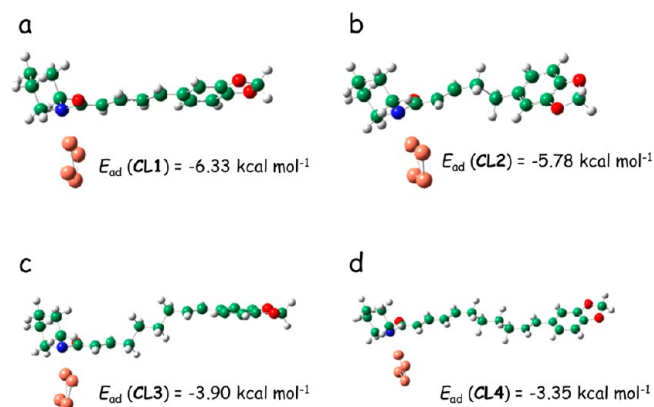 a
b
E_ad (CL1) = -6.33 kcal mol⁻¹
E_ad (CL2) = -5.78 kcal mol⁻¹
c
d
E_ad (CL3) = -3.90 kcal mol⁻¹
E_ad (CL4) = -3.35 kcal mol⁻¹